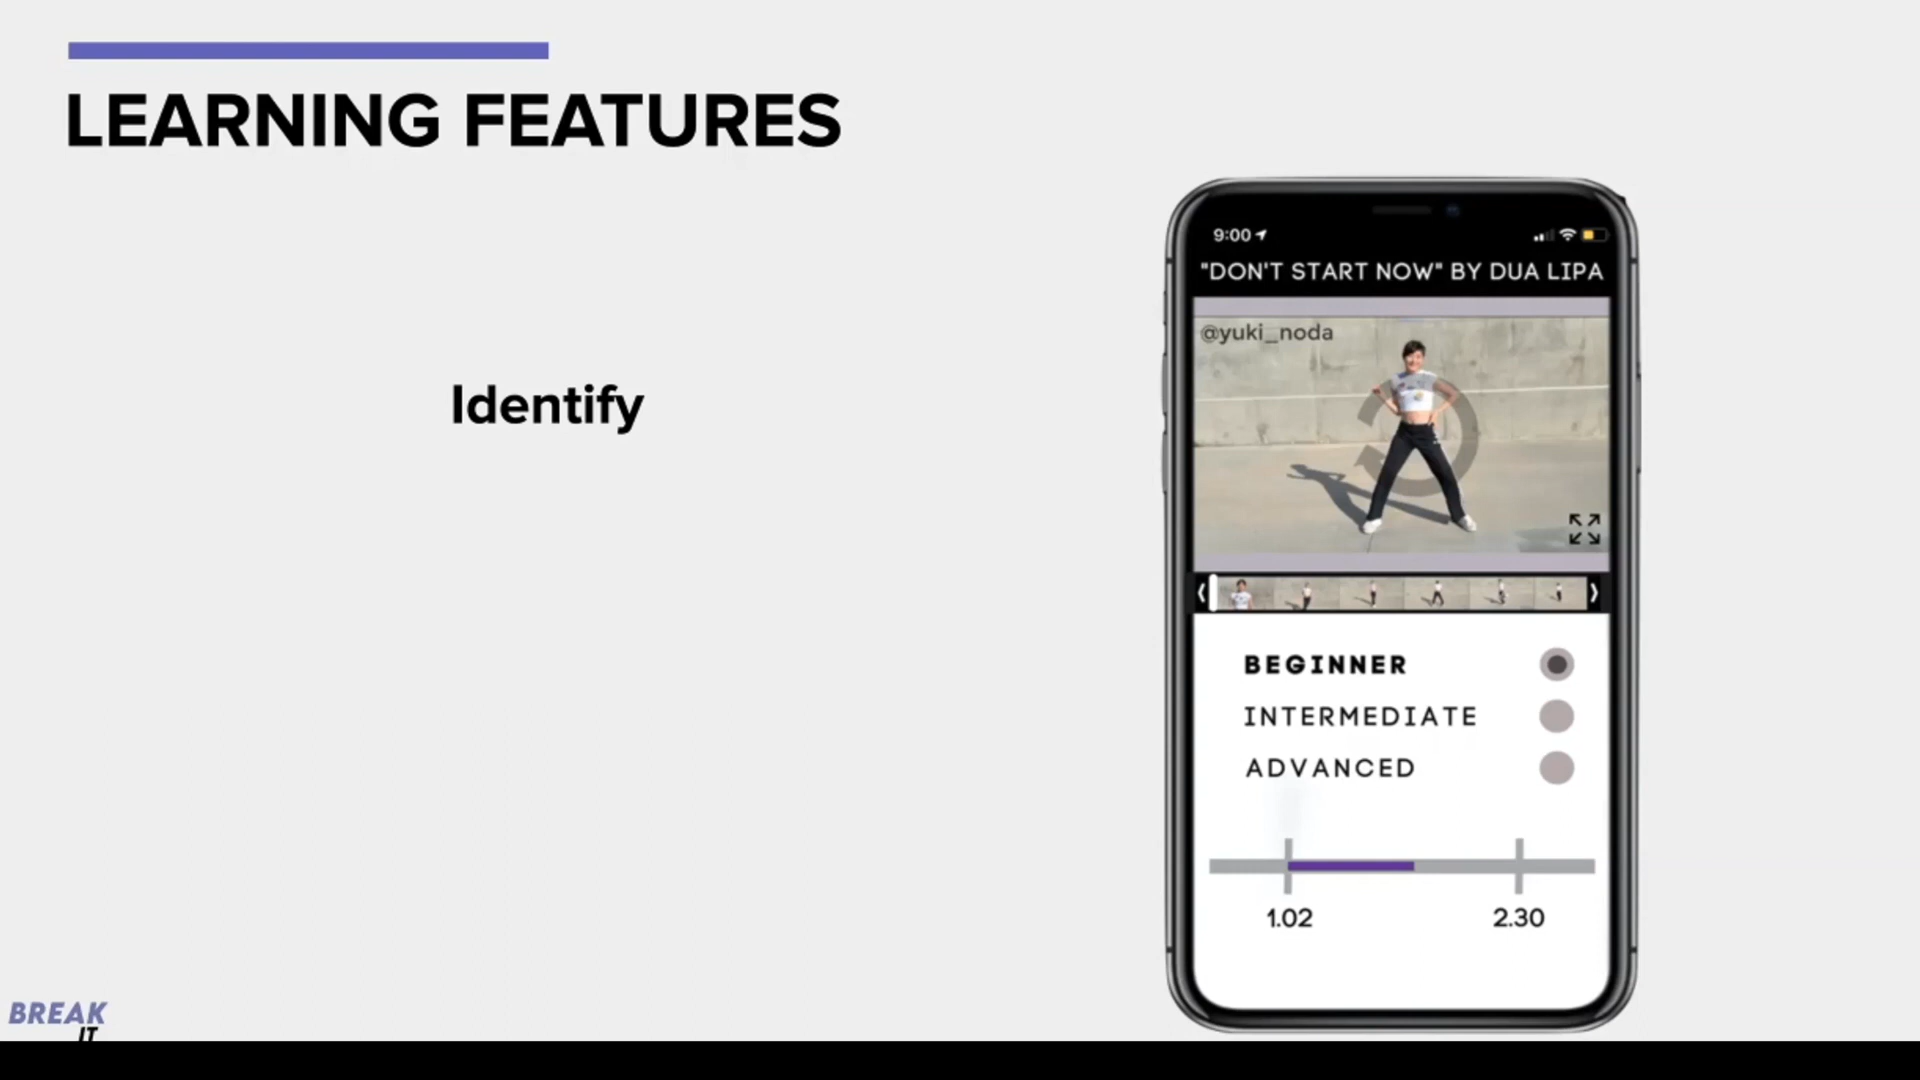 LEARNING FEATURES
Identify
9:00
"DON'T START NOW" BY DUA LIPA
@yuki_noda
BEGINNER
INTERMEDIATE
ADVANCED
1.02
2.30
BREAK
IT